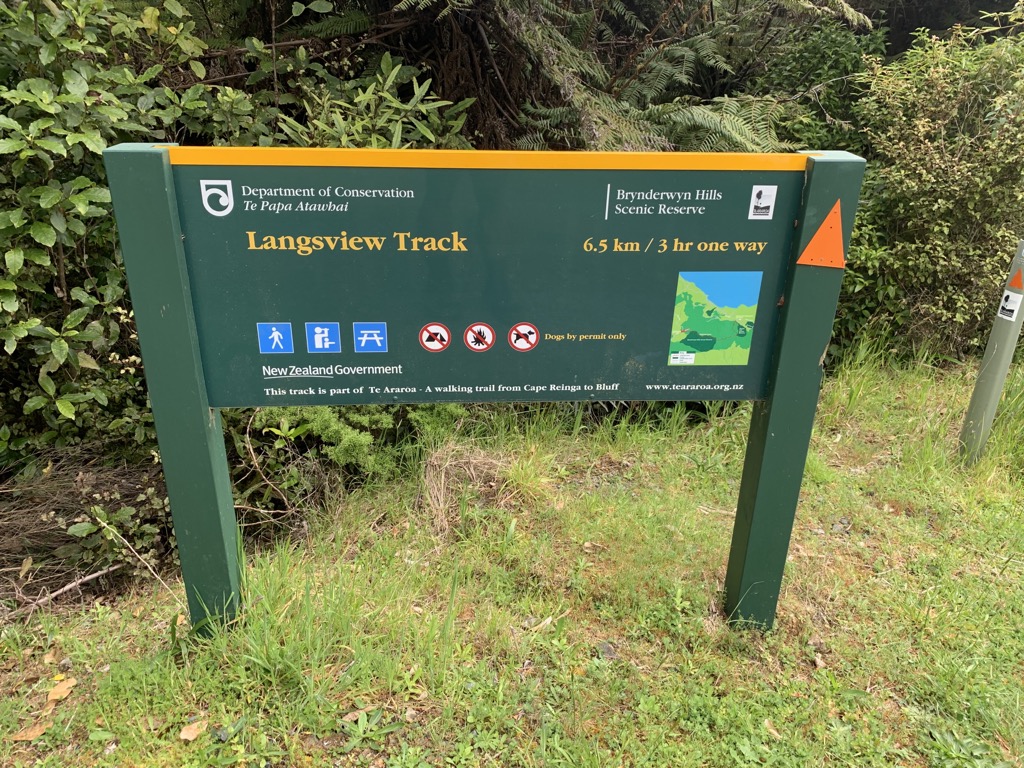 Department of Conservation
Te Papa Atawhai
Brynderwyn Hills
Scenic Reserve
Langsview Track
6.5 km / 3 hr one way
Dogs by permit only
New Zealand Government
This track is part of Te Araroa - A walking trail from Cape Reinga to Bluff
www.teararoa.org.nz